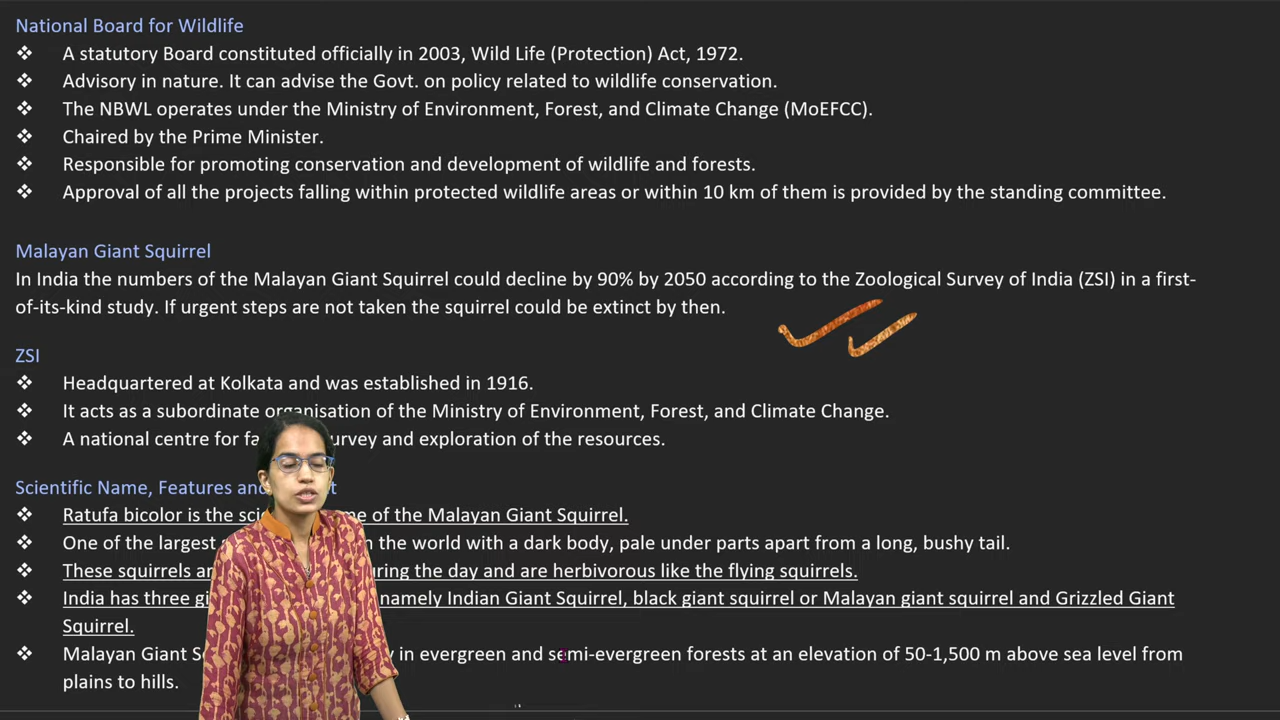 National Board for Wildlife
❖ A statutory Board constituted officially in 2003, Wild Life (Protection) Act, 1972.
❖ Advisory in nature. It can advise the Govt. on policy related to wildlife conservation.
❖ The NBWL operates under the Ministry of Environment, Forest, and Climate Change (MoEFCC).
❖ Chaired by the Prime Minister.
❖ Responsible for promoting conservation and development of wildlife and forests.
❖ Approval of all the projects falling within protected wildlife areas or within 10 km of them is provided by the standing committee.
Malayan Giant Squirrel
In India the numbers of the Malayan Giant Squirrel could decline by 90% by 2050 according to the Zoological Survey of India (ZSI) in a first-
of-its-kind study. If urgent steps are not taken the squirrel could be extinct by then.
ZSI
❖ Headquartered at Kolkata and was established in 1916.
❖ It acts as a subordinate organisation of the Ministry of Environment, Forest, and Climate Change.
❖ A national centre for survey and exploration of the resources.
Scientific Name, Features and
❖ Ratufa bicolor is the of the Malayan Giant Squirrel.
❖ One of the largest the world with a dark body, pale under parts apart from a long, bushy tail.
❖ These squirrels during the day and are herbivorous like the flying squirrels.
❖ India has three namely Indian Giant Squirrel, black giant squirrel or Malayan giant squirrel and Grizzled Giant
Squirrel.
❖ Malayan Giant in evergreen and semi-evergreen forests at an elevation of 50-1,500 m above sea level from
plains to hills.